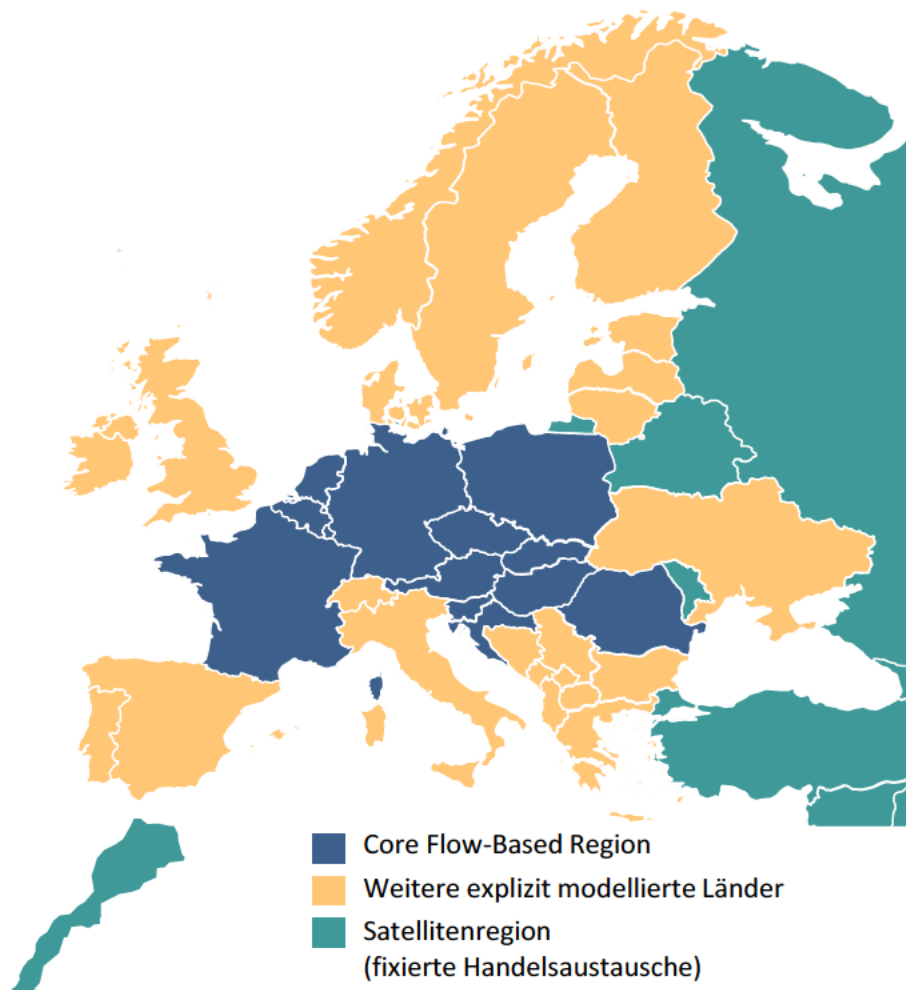 Core Flow-Based Region
Weitere explizit modellierte Länder
Satellitenregion
(fixierte Handelsaustausche)